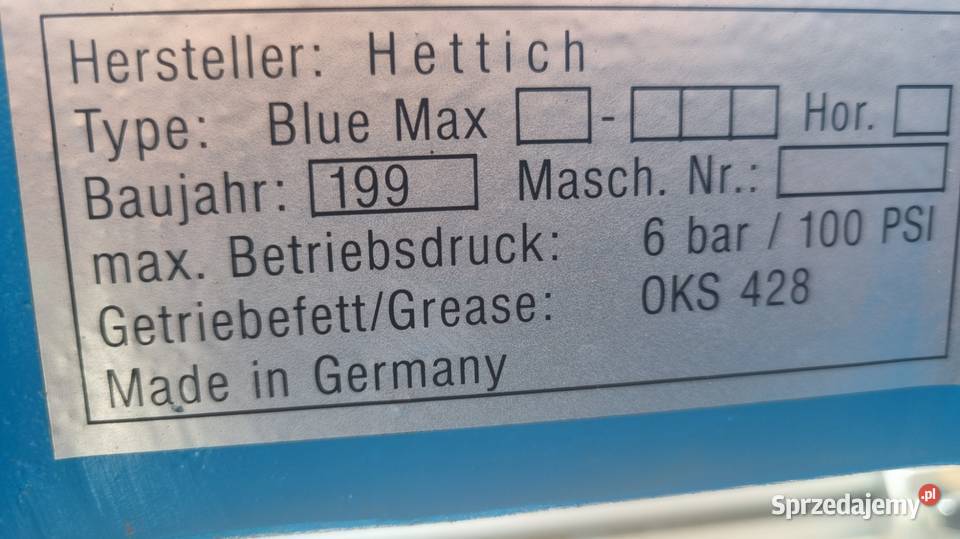 Hersteller: Hettich
Type: Blue Max - Hor.
Baujahr: 199 Masch. Nr.:
max. Betriebsdruck: 6 bar / 100 PSI
Getriebefett/Grease: OKS 428
Made in Germany
Sprzedajemy.pl